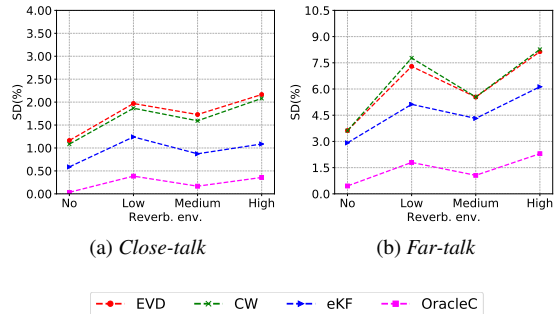 4.00
3.50
3.00
2.50
2.00
1.50
1.00
0.50
0.00
SD(%)
No Low Medium High
Reverb. env.
(a) Close-talk
10.5
9.0
7.5
6.0
4.5
3.0
1.5
0.0
SD(%)
No Low Medium High
Reverb. env.
(b) Far-talk
EVD CW eKF OracleC